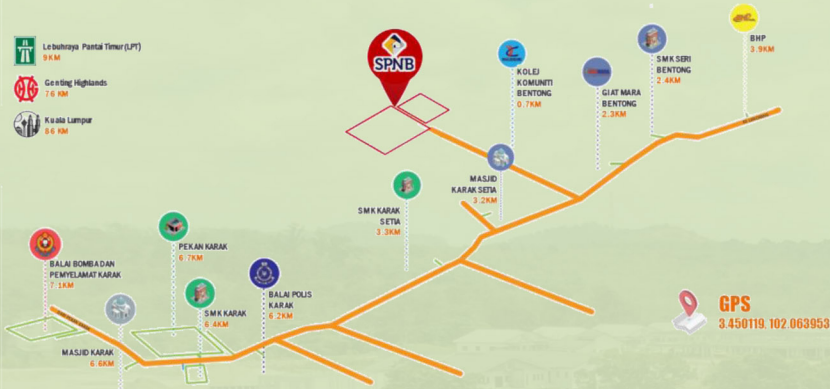 Lebuhraya Pantai Timur (LPT)
9KM
Genting Highlands
76 KM
Kuala Lumpur
86 KM
SPNB
KOLEJ
KOMUNITI
BENTONG
0.7KM
GIAT MARA
BENTONG
2.3KM
SMK SERI
BENTONG
2.4KM
BHP
3.9KM
MASJID
KARAK SETIA
3.2KM
SMK KARAK
SETIA
3.3KM
PEKAN KARAK
6.7KM
BALAI BOMBA DAN
PEMYELAMAT KARAK
7.1KM
SMK KARAK
6.4KM
BALAI POLIS
KARAK
6.2KM
MASJID KARAK
6.6KM
GPS
3.450119, 102.063953